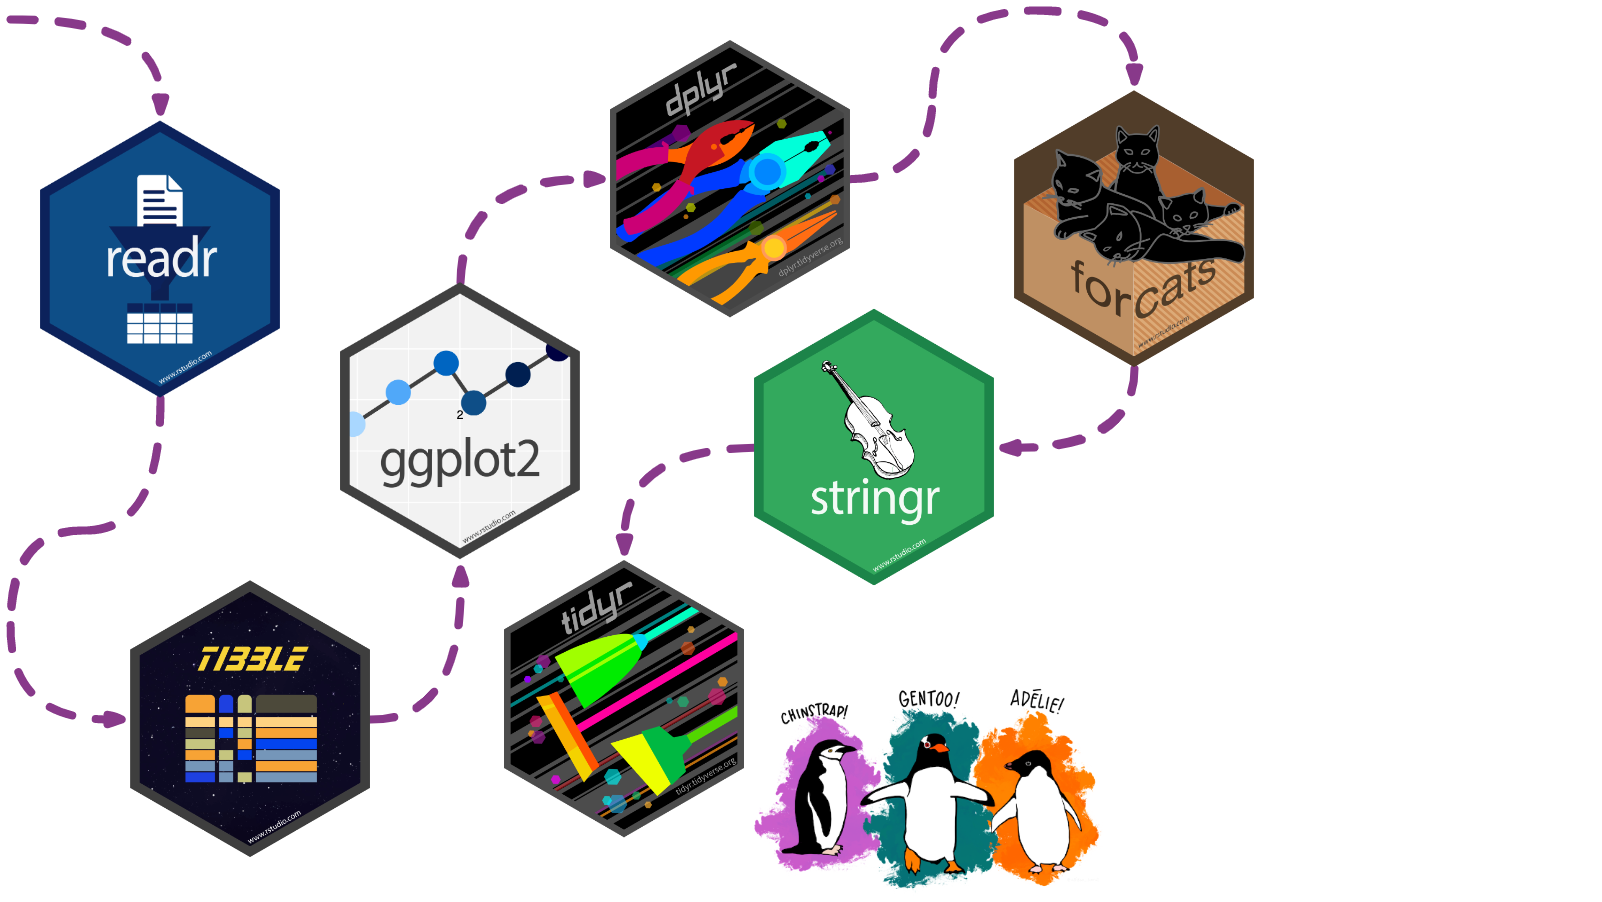 readr
www.rstudio.com
TIBBLE
www.rstudio.com
2
ggplot2
www.rstudio.com
dplyr
dplyr.tidyverse.org
forcats
www.rstudio.com
stringr
www.rstudio.com
tidyr
tidyr.tidyverse.org
CHINSTRAP!
GENTOO!
ADÉLIE!